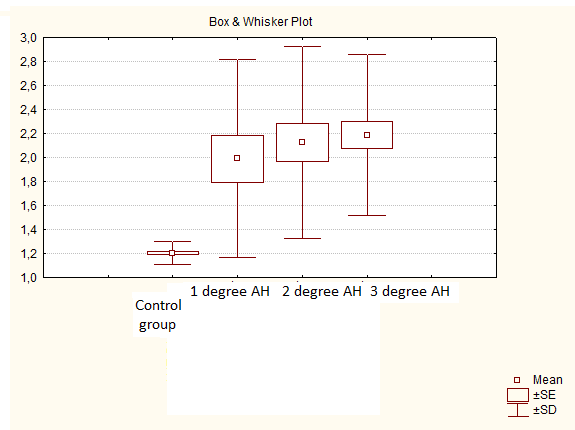 Box & Whisker Plot
3,0
2,8
2,6
2,4
2,2
2,0
1,8
1,6
1,4
1,2
1,0
Control group
1 degree AH
2 degree AH
3 degree AH
Mean
±SE
±SD